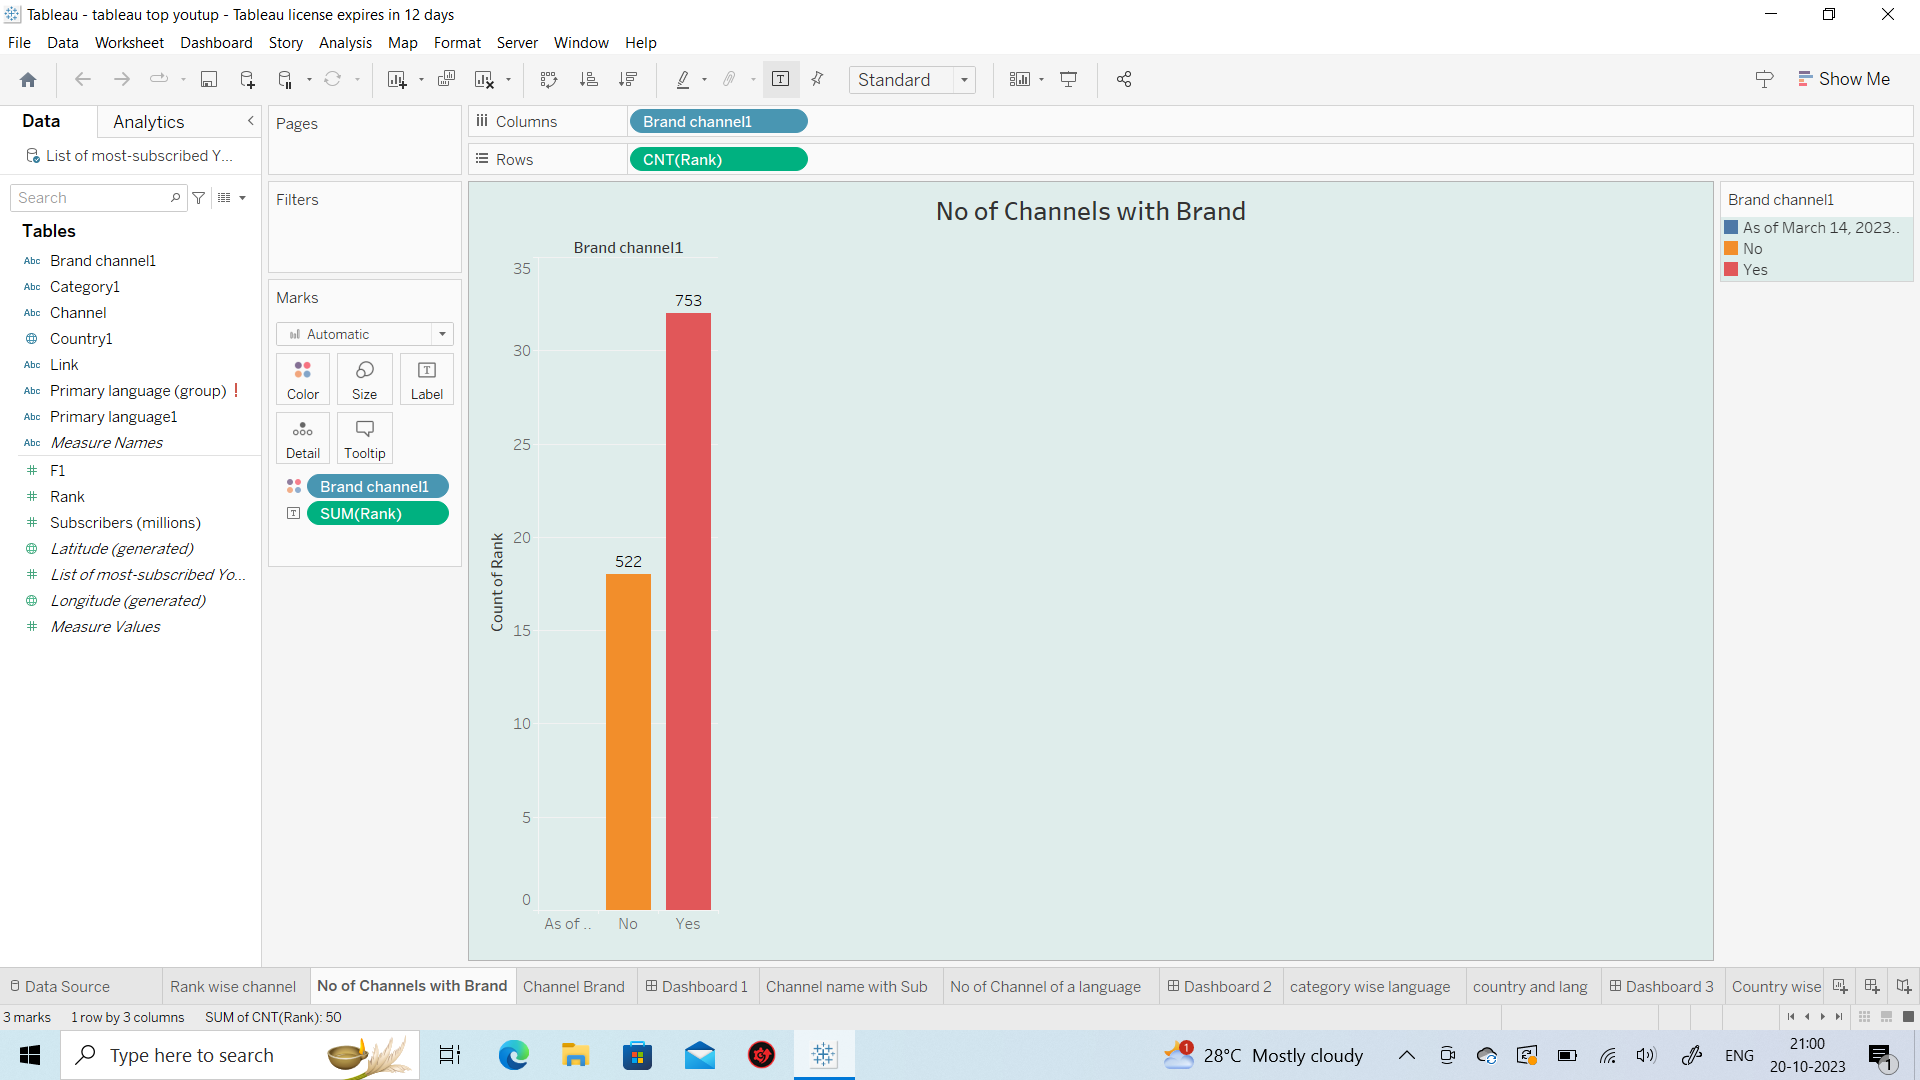 Tableau - tableau top youtup - Tableau license expires in 12 days
File Data Worksheet Dashboard Story Analysis Map Format Server Window Help
Standard
Show Me
Data Analytics
List of most-subscribed Y...
Search
Tables
Abc Brand channel1
Abc Category1
Abc Channel
Country1
Abc Link
Abc Primary language (group) !
Abc Primary language1
Abc Measure Names
# F1
# Rank
# Subscribers (millions)
Latitude (generated)
# List of most-subscribed Yo...
Longitude (generated)
# Measure Values
Pages
Filters
Marks
Automatic
Color Size Label
Detail Tooltip
Brand channel1
SUM(Rank)
Columns Brand channel1
Rows CNT(Rank)
No of Channels with Brand
Brand channel1
35
30
25
20
15
10
5
0
Count of Rank
753
522
As of .. No Yes
Brand channel1
As of March 14, 2023..
No
Yes
Data Source Rank wise channel No of Channels with Brand Channel Brand Dashboard 1 Channel name with Sub No of Channel of a language Dashboard 2 category wise language country and lang Dashboard 3 Country wise
3 marks 1 row by 3 columns SUM of CNT(Rank): 50
Type here to search
1
28°C Mostly cloudy
ENG
21:00
20-10-2023
1